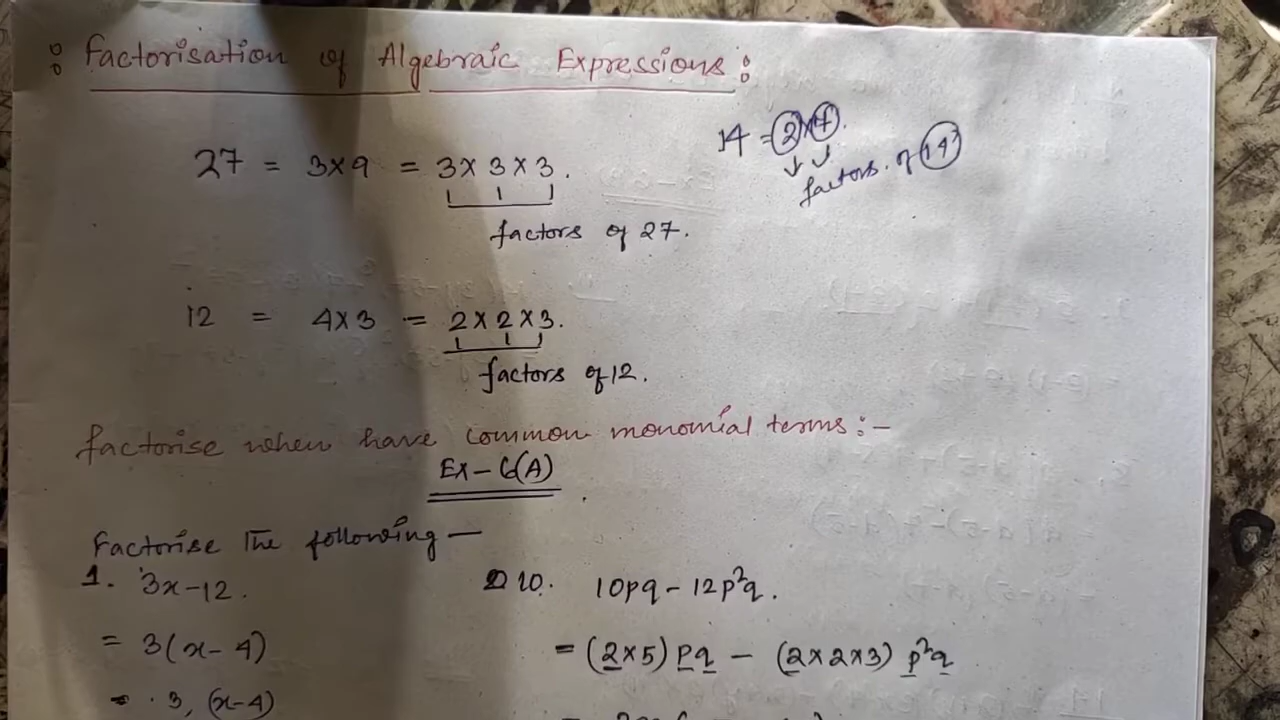 : Factorisation of Algebraic Expressions :
14 = 2×7.
factors. of 14
27 = 3×9 = 3×3×3.
factors of 27.
12 = 4×3 = 2×2×3.
factors of 12.
factorise when have common monomial terms :-
Ex-6(A)
Factorise The following —
1. 3x-12.
= 3(x-4)
3, (x-4)
10. 10pq - 12p²q.
= (2×5) pq - (2×2×3) p²q